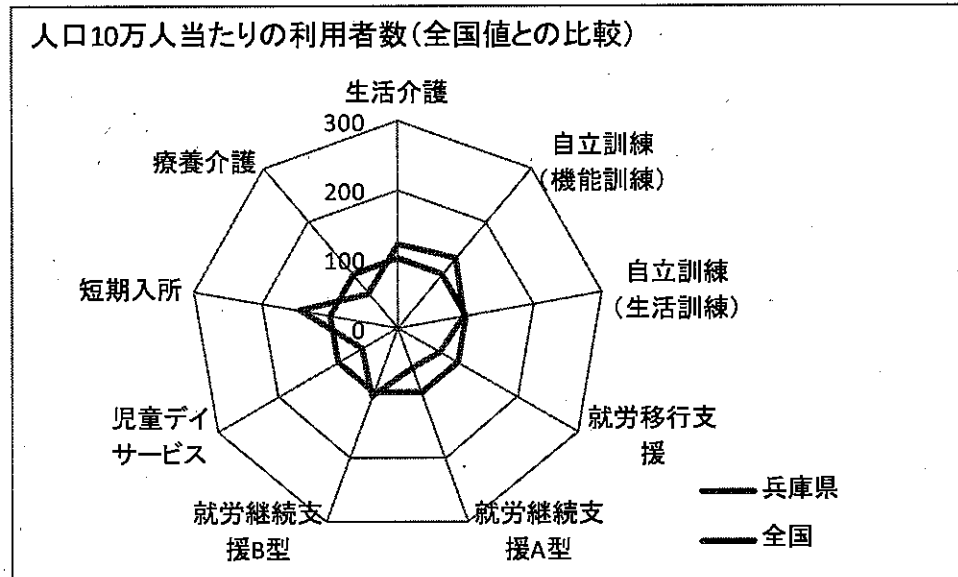 人口10万人当たりの利用者数(全国値との比較)
生活介護
自立訓練
(機能訓練)
自立訓練
(生活訓練)
就労移行支
援
就労継続支
援A型
就労継続支
援B型
児童デイ
サービス
短期入所
療養介護
300
200
100
0
兵庫県
全国